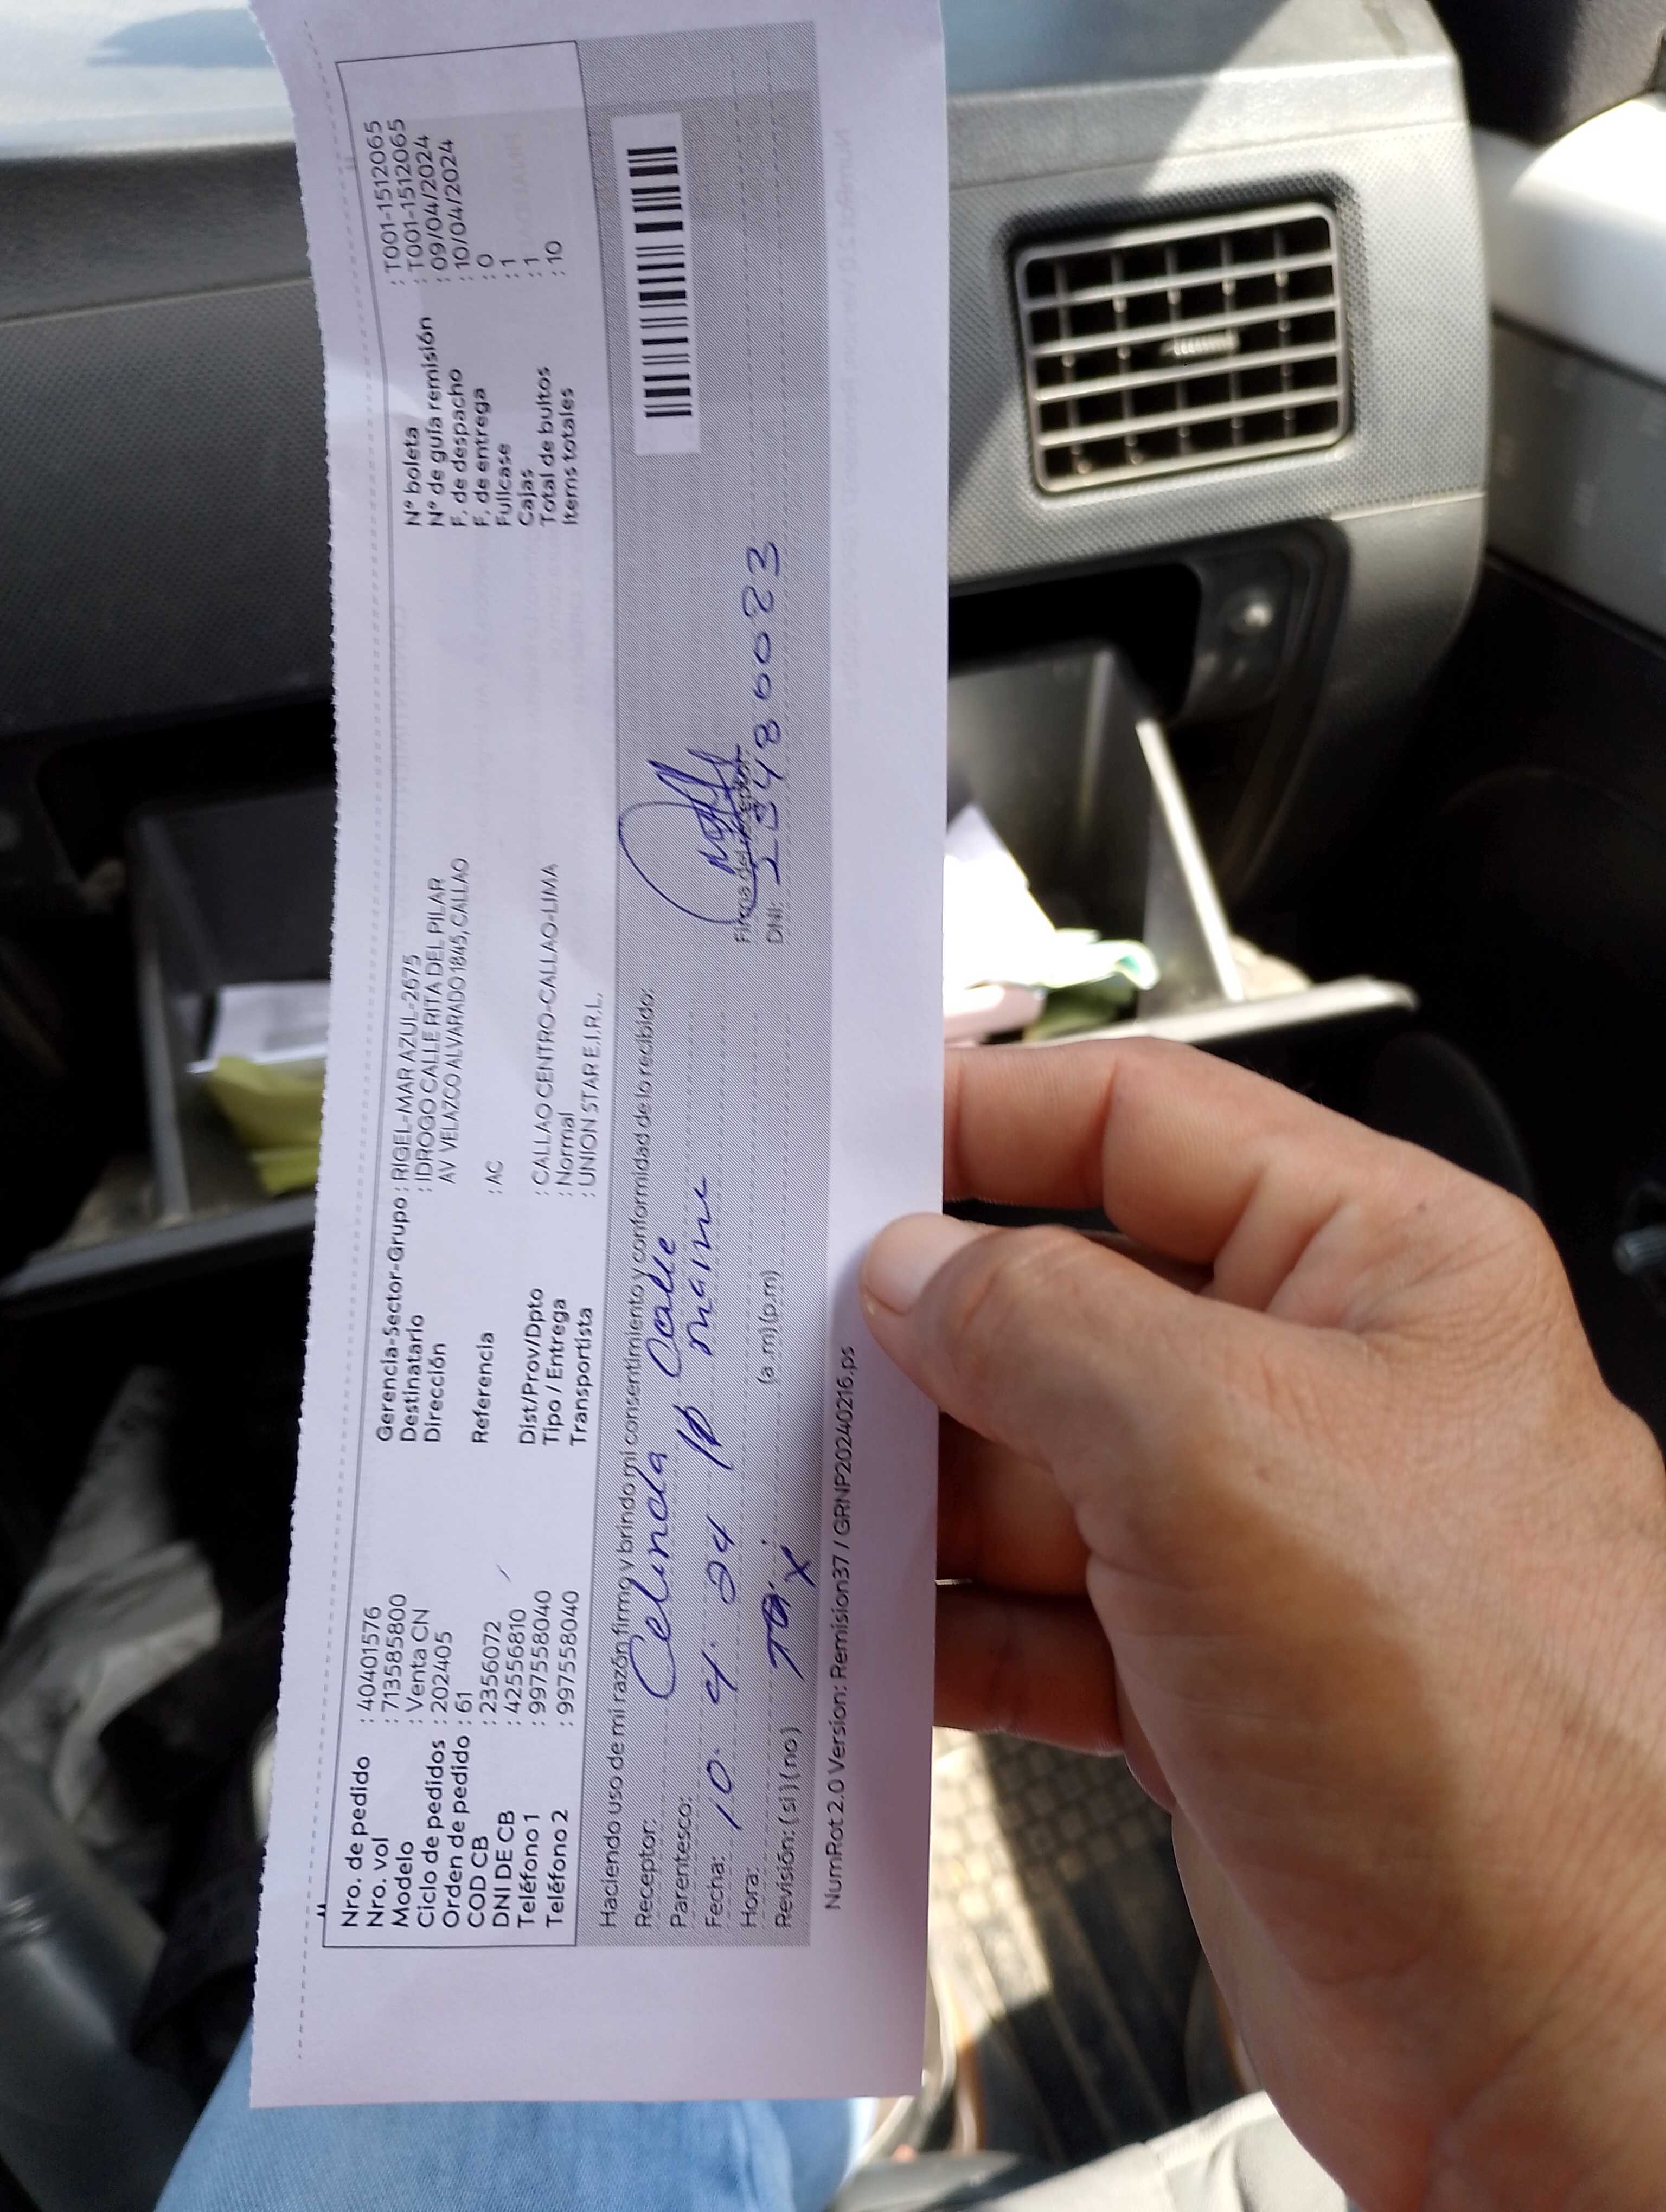 Nro. de pedido : 40401576
Nro. vol : 713585800
Modelo : Venta CN
Ciclo de pedidos : 202405
Orden de pedido : 61
COD CB : 2356072
DNI DE CB : 42556810
Teléfono 1 : 997558040
Teléfono 2 : 997558040
Gerencia-Sector-Grupo : RIGEL-MAR AZUL-2675
Destinatario : IDROGO CALLE RITA DEL PILAR
Dirección AV VELAZCO ALVARADO 1845, CALLAO
Referencia : AC
Dist/Prov/Dpto : CALLAO CENTRO-CALLAO-LIMA
Tipo / Entrega : Normal
Transportista : UNION STAR E.I.R.L.
N° boleta : T001-1512065
N° de guía remisión : T001-1512065
F. de despacho : 09/04/2024
F. de entrega : 10/04/2024
Fullcase : 0
Cajas : 1
Total de bultos : 1
Items totales : 10
Haciendo uso de mi razón firmo y brindo mi consentimiento y conformidad de lo recibido:
Receptor: Celinda Calle
Parentesco: mama
Fecha: 10. 4. 24
Hora: (a.m) (p.m)
Revisión: (si) (no) X
Firma del receptor
DNI: 25486023
NumRot 2.0 Version: Remision37 / GRNP20240216.ps